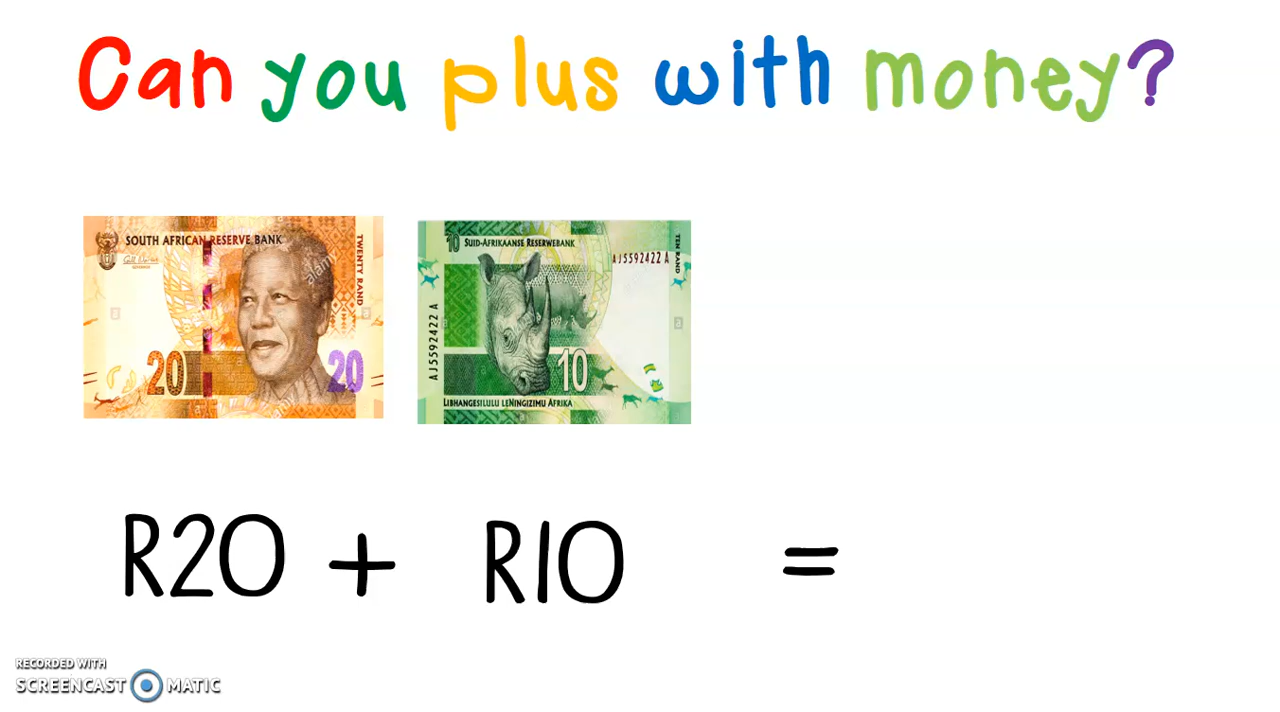 Can you plus with money?
SOUTH AFRICAN RESERVE BANK
TWENTY RAND
20
20
alamy
10 SUID-AFRIKAANSE RESERWEBANK
AJ5592422 A
TEN RAND
AJ5592422 A
10
LIBHANGESILULU LENINGIZIMU AFRIKA
R20 + R10 =
RECORDED WITH
SCREENCAST MATIC